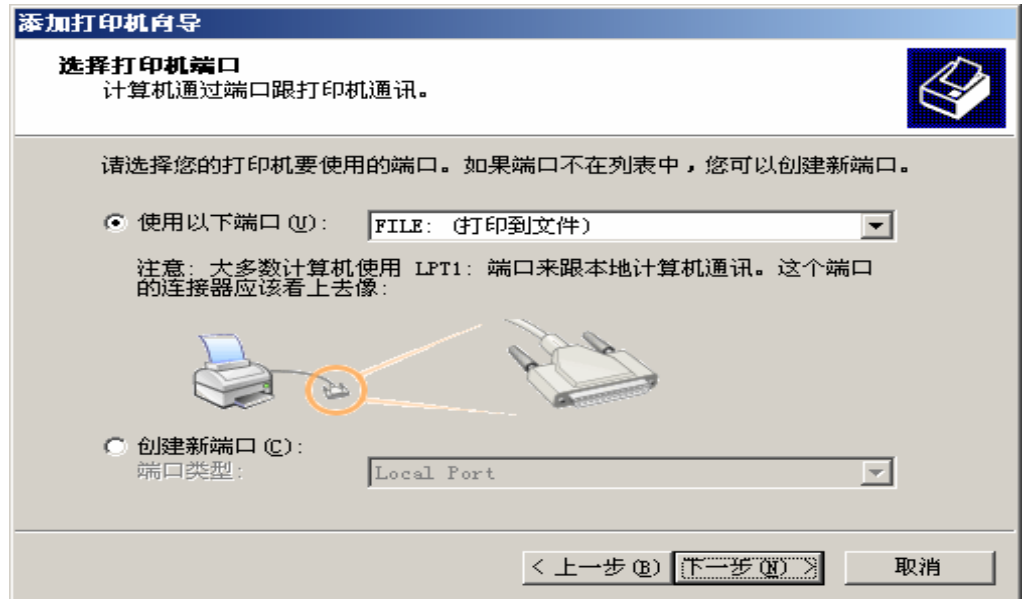 添加打印机向导
选择打印机端口
计算机通过端口跟打印机通讯。
请选择您的打印机要使用的端口。如果端口不在列表中，您可以创建新端口。
使用以下端口(U):
FILE: (打印到文件)
注意: 大多数计算机使用 LPT1: 端口来跟本地计算机通讯。这个端口
的连接器应该看上去像:
创建新端口(C):
端口类型:
Local Port
< 上一步(B)
下一步(N) >
取消